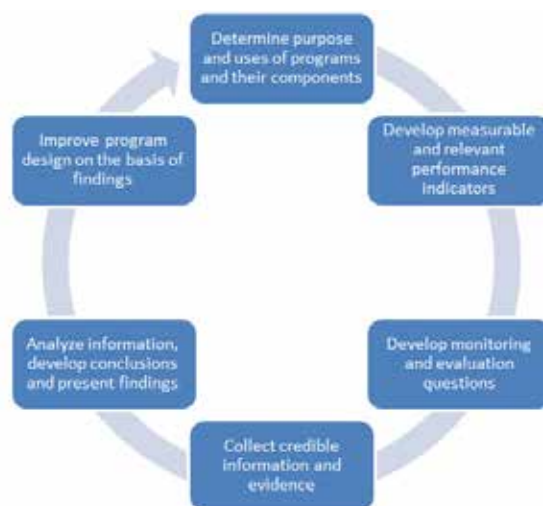 Determine purpose
and uses of programs
and their components
Develop measurable
and relevant
performance
indicators
Develop monitoring
and evaluation
questions
Collect credible
information and
evidence
Analyze information,
develop conclusions
and present findings
Improve program
design on the basis of
findings